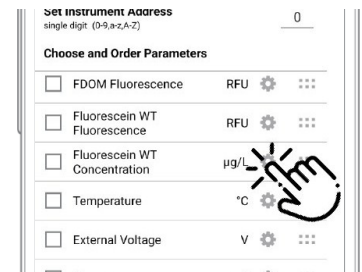 Set Instrument Address
single digit (0-9,a-z,A-Z)
0
Choose and Order Parameters
FDOM Fluorescence RFU
Fluorescein WT
Fluorescence RFU
Fluorescein WT
Concentration µg/L
Temperature °C
External Voltage V